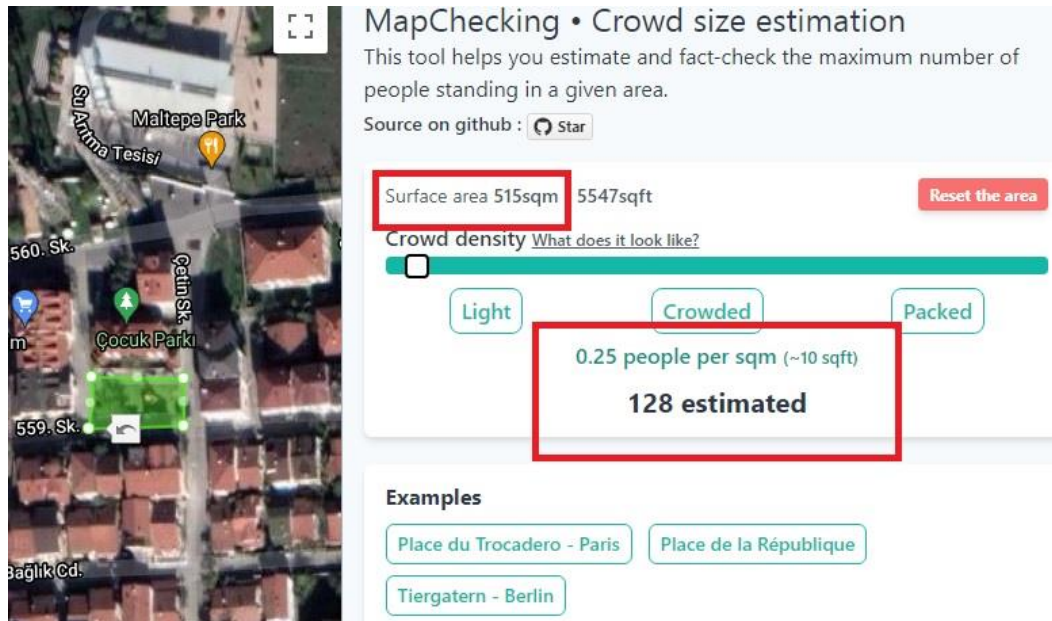 MapChecking • Crowd size estimation
This tool helps you estimate and fact-check the maximum number of
people standing in a given area.
Source on github : Star
Surface area 515sqm 5547sqft
Reset the area
Crowd density What does it look like?
Light
Crowded
Packed
0.25 people per sqm (~10 sqft)
128 estimated
Examples
Place du Trocadero - Paris
Place de la République
Tiergatern - Berlin
Su Arıtma
Tesisi
Maltepe Park
560. Sk.
Çetin Sk.
m
Çocuk Parkı
559. Sk.
Bağlık Cd.